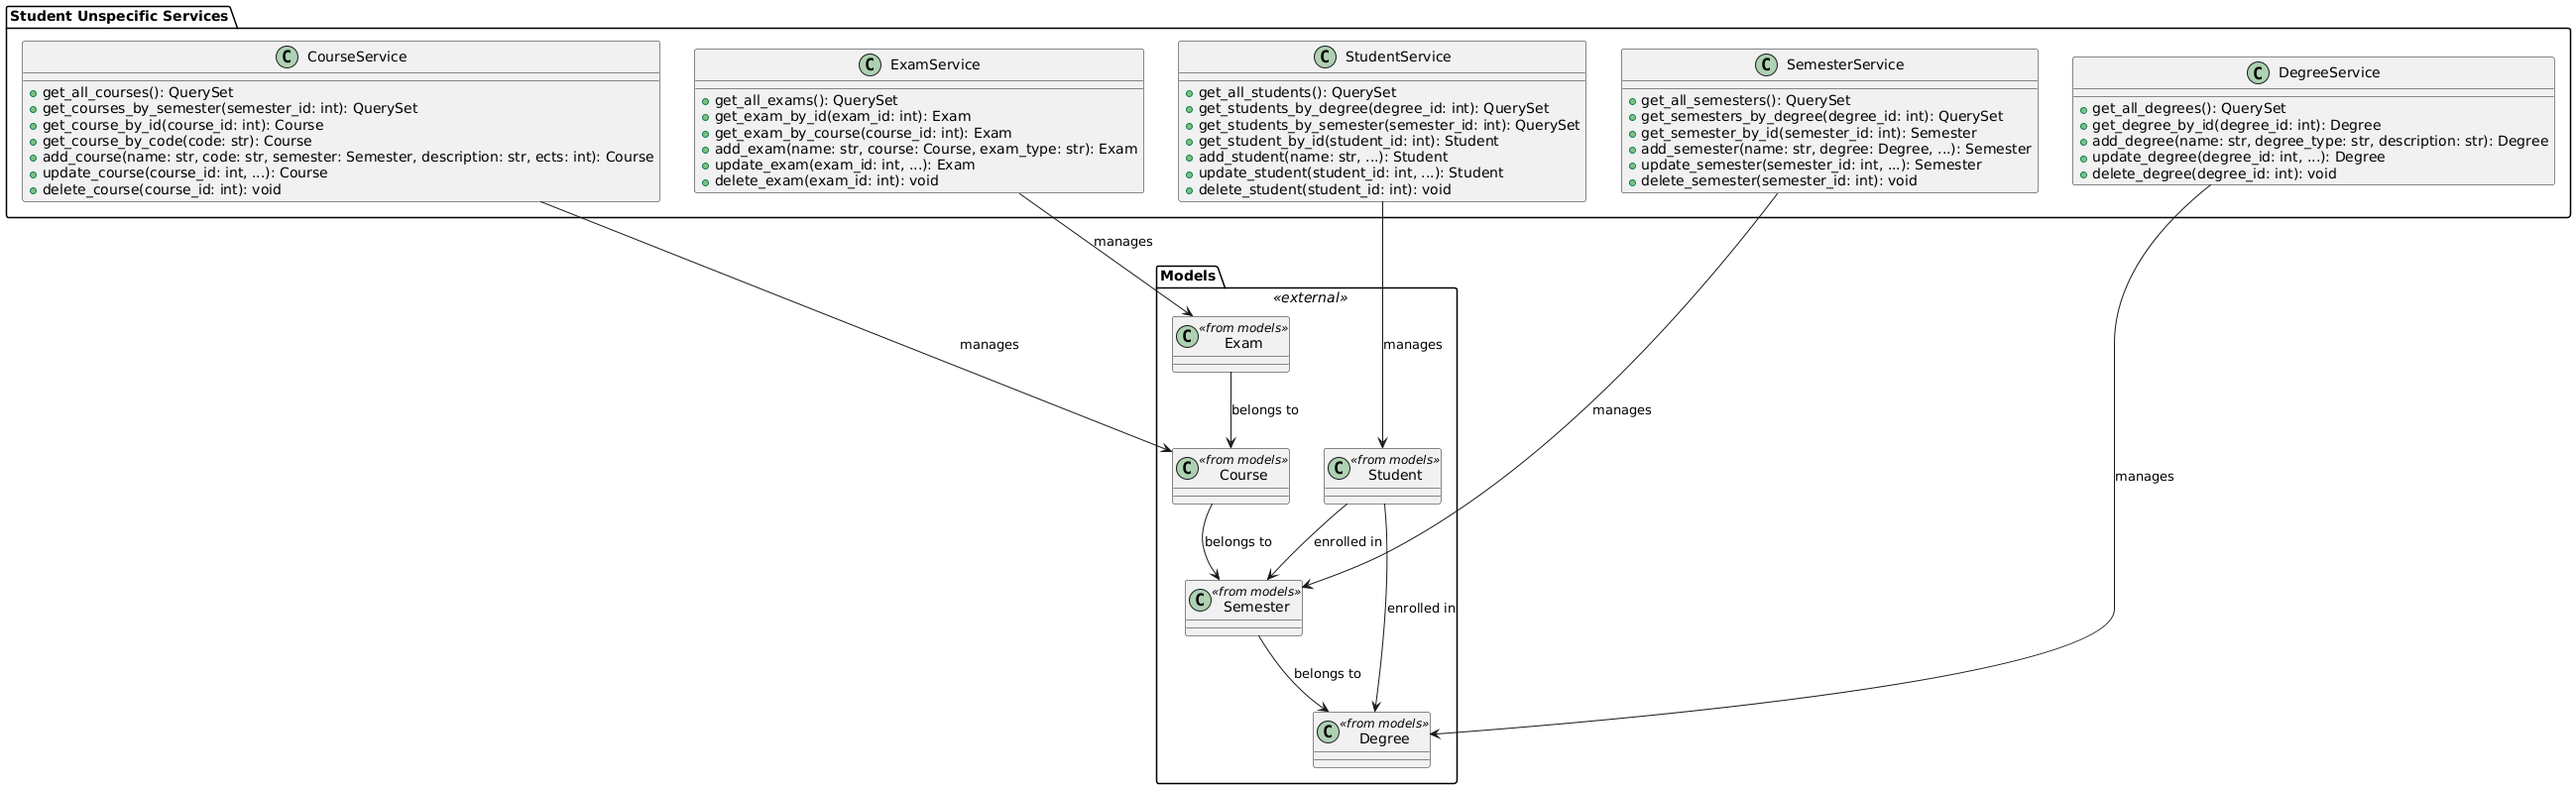 Student Unspecific Services
C CourseService
get_all_courses(): QuerySet
get_courses_by_semester(semester_id: int): QuerySet
get_course_by_id(course_id: int): Course
get_course_by_code(code: str): Course
add_course(name: str, code: str, semester: Semester, description: str, ects: int): Course
update_course(course_id: int, ...): Course
delete_course(course_id: int): void
C ExamService
get_all_exams(): QuerySet
get_exam_by_id(exam_id: int): Exam
get_exam_by_course(course_id: int): Exam
add_exam(name: str, course: Course, exam_type: str): Exam
update_exam(exam_id: int, ...): Exam
delete_exam(exam_id: int): void
C StudentService
get_all_students(): QuerySet
get_students_by_degree(degree_id: int): QuerySet
get_students_by_semester(semester_id: int): QuerySet
get_student_by_id(student_id: int): Student
add_student(name: str, ...): Student
update_student(student_id: int, ...): Student
delete_student(student_id: int): void
C SemesterService
get_all_semesters(): QuerySet
get_semesters_by_degree(degree_id: int): QuerySet
get_semester_by_id(semester_id: int): Semester
add_semester(name: str, degree: Degree, ...): Semester
update_semester(semester_id: int, ...): Semester
delete_semester(semester_id: int): void
C DegreeService
get_all_degrees(): QuerySet
get_degree_by_id(degree_id: int): Degree
add_degree(name: str, degree_type: str, description: str): Degree
update_degree(degree_id: int, ...): Degree
delete_degree(degree_id: int): void
manages
Models
«external»
C «from models»
Exam
manages
manages
belongs to
manages
C «from models»
Course
C «from models»
Student
manages
belongs to
enrolled in
C «from models»
Semester
enrolled in
belongs to
C «from models»
Degree